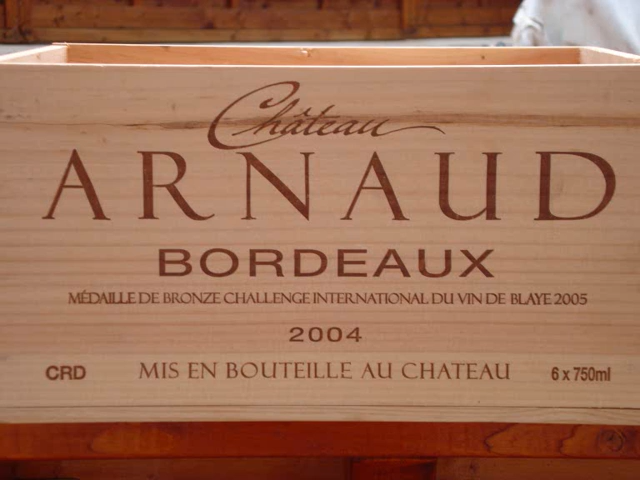 Château
ARNAUD
BORDEAUX
MÉDAILLE DE BRONZE CHALLENGE INTERNATIONAL DU VIN DE BLAYE 2005
2004
CRD MIS EN BOUTEILLE AU CHATEAU 6 x 750ml